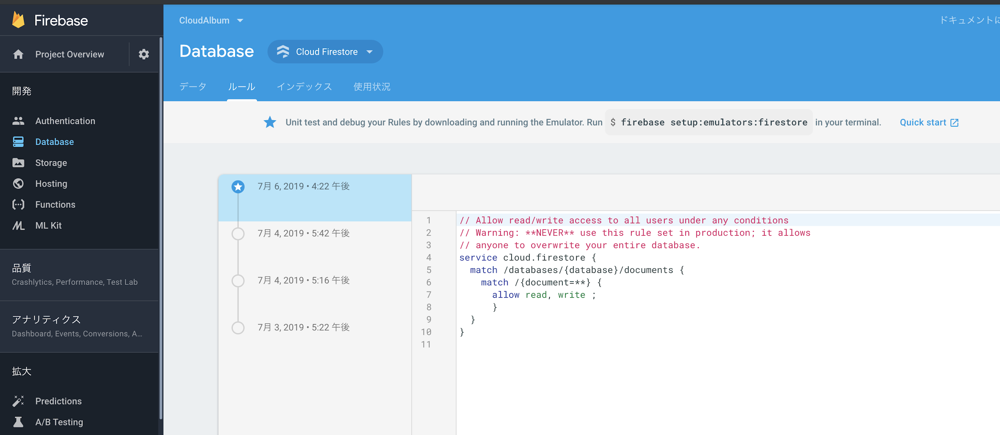 Firebase
Project Overview
開発
Authentication
Database
Storage
Hosting
Functions
ML Kit
品質
Crashlytics, Performance, Test Lab
アナリティクス
Dashboard, Events, Conversions, A...
拡大
Predictions
A/B Testing
CloudAlbum
ドキュメントに
Database
Cloud Firestore
データ
ルール
インデックス
使用状況
Unit test and debug your Rules by downloading and running the Emulator. Run $ firebase setup:emulators:firestore in your terminal. Quick start
7月 6, 2019 • 4:22 午後
7月 4, 2019 • 5:42 午後
7月 4, 2019 • 5:16 午後
7月 3, 2019 • 5:22 午後
1 // Allow read/write access to all users under any conditions
2 // Warning: **NEVER** use this rule set in production; it allows
3 // anyone to overwrite your entire database.
4 service cloud.firestore {
5 match /databases/{database}/documents {
6 match /{document=**} {
7 allow read, write ;
8 }
9 }
10 }
11